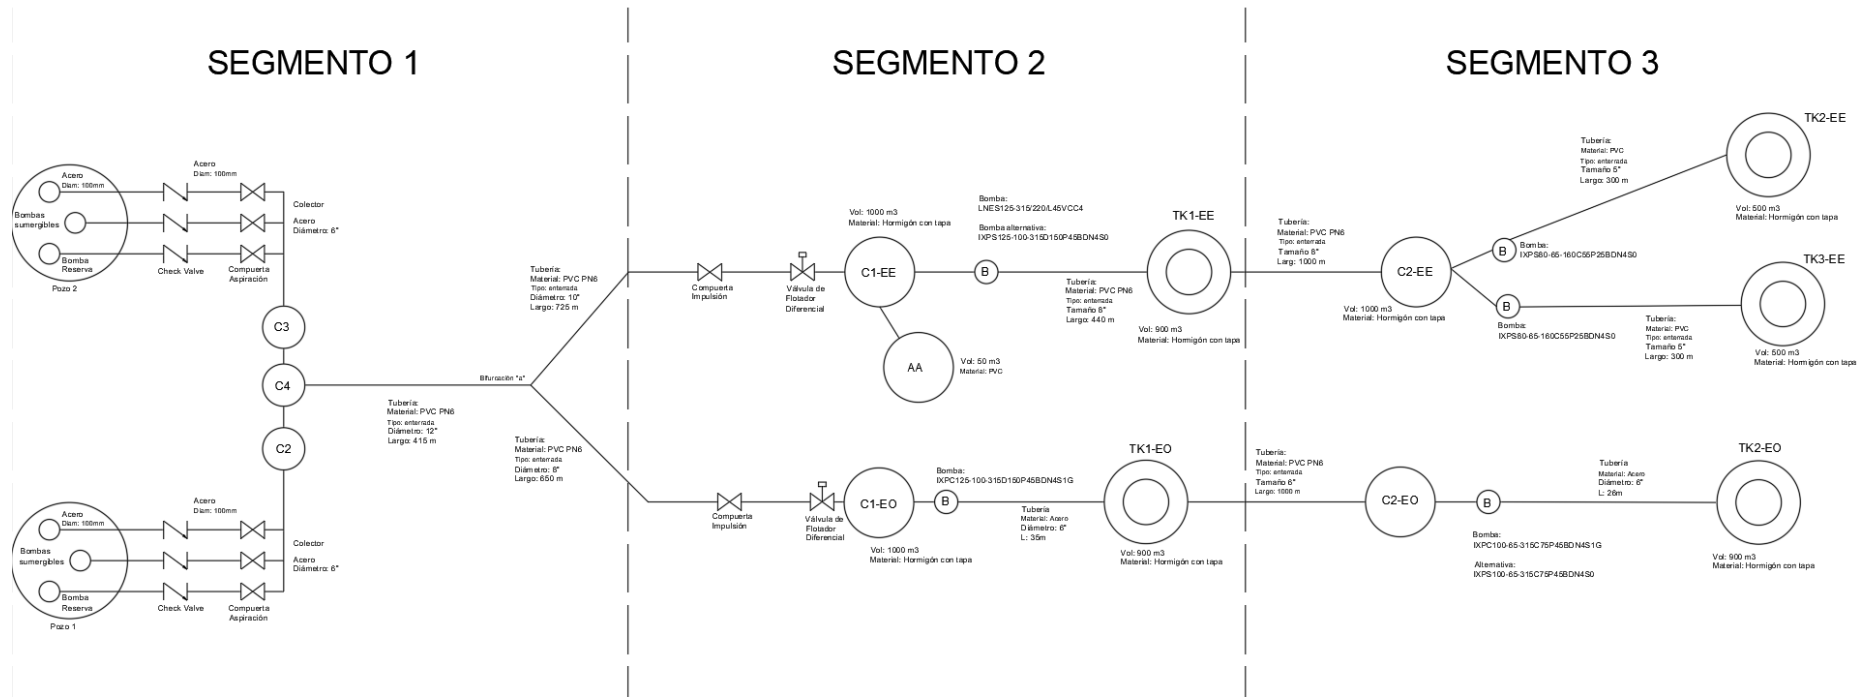 SEGMENTO 1
SEGMENTO 2
SEGMENTO 3
Acero
Diam: 100mm
Bombas
sumergibles
Bomba
Reserva
Pozo 2
Acero
Diam: 100mm
Check Valve
Compuerta
Aspiración
Colector
Acero
Diámetro: 6"
C3
C4
C2
Acero
Diam: 100mm
Bombas
sumergibles
Bomba
Reserva
Pozo 1
Acero
Diam: 100mm
Check Valve
Compuerta
Aspiración
Colector
Acero
Diámetro: 6"
Tubería:
Material: PVC PN6
Tipo: enterrada
Diámetro: 12"
Largo: 415 m
Bifurcación "a"
Tubería:
Material: PVC PN6
Tipo: enterrada
Diámetro: 10"
Largo: 725 m
Tubería:
Material: PVC PN6
Tipo: enterrada
Diámetro: 8"
Largo: 650 m
Compuerta
Impulsión
Válvula de
Flotador
Diferencial
Vol: 1000 m3
Material: Hormigón con tapa
C1-EE
AA
Vol: 50 m3
Material: PVC
Bomba:
LNES125-315/220/L45VCC4
Bomba alternativa:
IXPS125-100-315D150P45BDN4S0
B
Tubería:
Material: PVC PN6
Tipo: enterrada
Tamaño 8"
Largo: 440 m
TK1-EE
Vol: 900 m3
Material: Hormigón con tapa
Compuerta
Impulsión
Válvula de
Flotador
Diferencial
C1-EO
Vol: 1000 m3
Material: Hormigón con tapa
Bomba:
IXPC125-100-315D150P45BDN4S1G
B
Tubería
Material: Acero
Diámetro: 6"
L: 35m
TK1-EO
Vol: 900 m3
Material: Hormigón con tapa
Tubería:
Material: PVC PN6
Tipo: enterrada
Tamaño 8"
Larg: 1000 m
C2-EE
Vol: 1000 m3
Material: Hormigón con tapa
B
Bomba:
IXPS80-65-160C55P25BDN4S0
B
Bomba:
IXPS80-65-160C55P25BDN4S0
Tubería:
Material: PVC
Tipo: enterrada
Tamaño 5"
Largo: 300 m
TK2-EE
Vol: 500 m3
Material: Hormigón con tapa
Tubería:
Material: PVC
Tipo: enterrada
Tamaño 5"
Largo: 300 m
TK3-EE
Vol: 500 m3
Material: Hormigón con tapa
Tubería:
Material: PVC PN6
Tipo: enterrada
Tamaño 6"
Largo: 1000 m
C2-EO
B
Bomba:
IXPC100-65-315C75P45BDN4S1G
Alternativa:
IXPS100-65-315C75P45BDN4S0
Tubería
Material: Acero
Diámetro: 6"
L: 26m
TK2-EO
Vol: 900 m3
Material: Hormigón con tapa